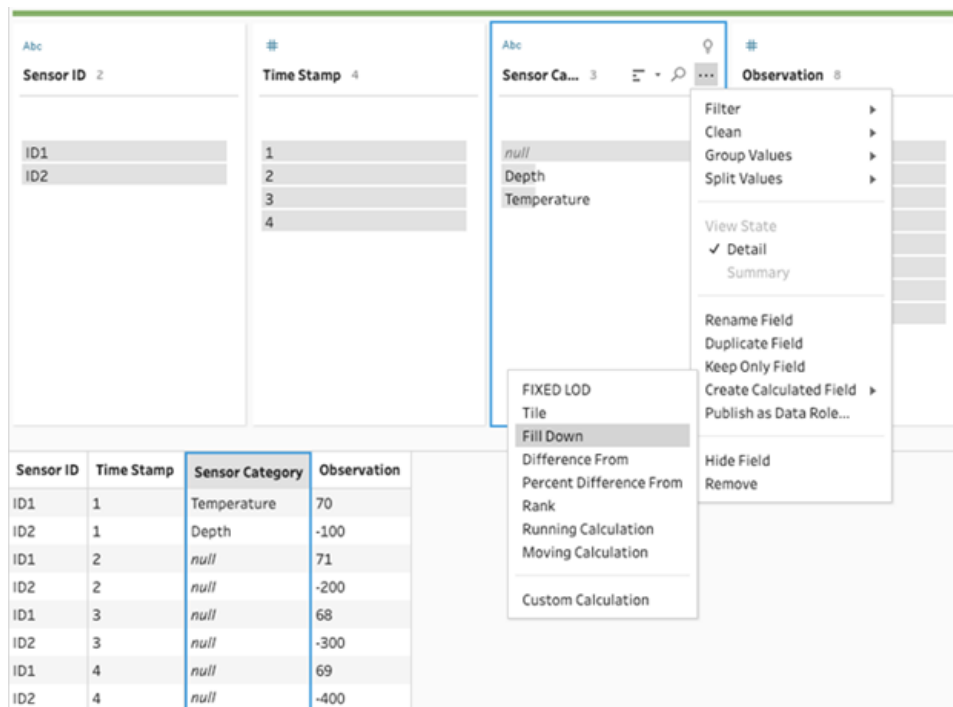 Abc
Sensor ID 2
ID1
ID2
#
Time Stamp 4
1
2
3
4
Abc
Sensor Ca... 3
null
Depth
Temperature
#
Observation 8
Filter
Clean
Group Values
Split Values
View State
✓ Detail
Summary
Rename Field
Duplicate Field
Keep Only Field
Create Calculated Field
Publish as Data Role...
Hide Field
Remove
FIXED LOD
Tile
Fill Down
Difference From
Percent Difference From
Rank
Running Calculation
Moving Calculation
Custom Calculation
Sensor ID Time Stamp Sensor Category Observation
ID1 1 Temperature 70
ID2 1 Depth -100
ID1 2 null 71
ID2 2 null -200
ID1 3 null 68
ID2 3 null -300
ID1 4 null 69
ID2 4 null -400